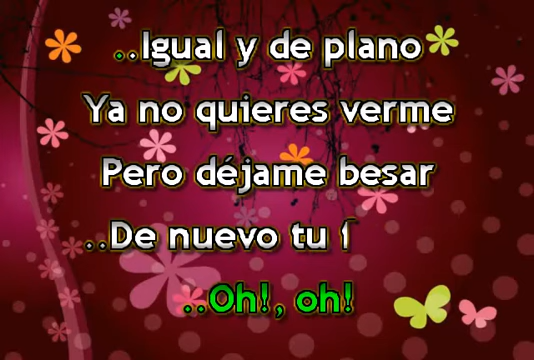 ..Igual y de plano
Ya no quieres verme
Pero déjame besar
..De nuevo tu
..Oh!, oh!